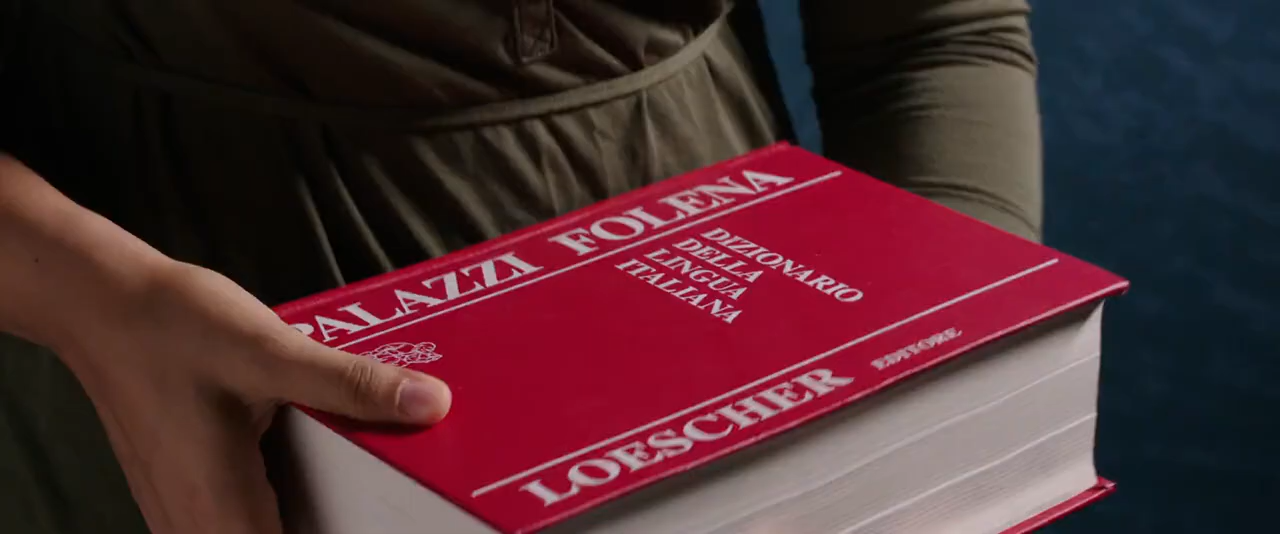 PALAZZI FOLENA
DIZIONARIO
DELLA
LINGUA
ITALIANA
LOESCHER EDITORE